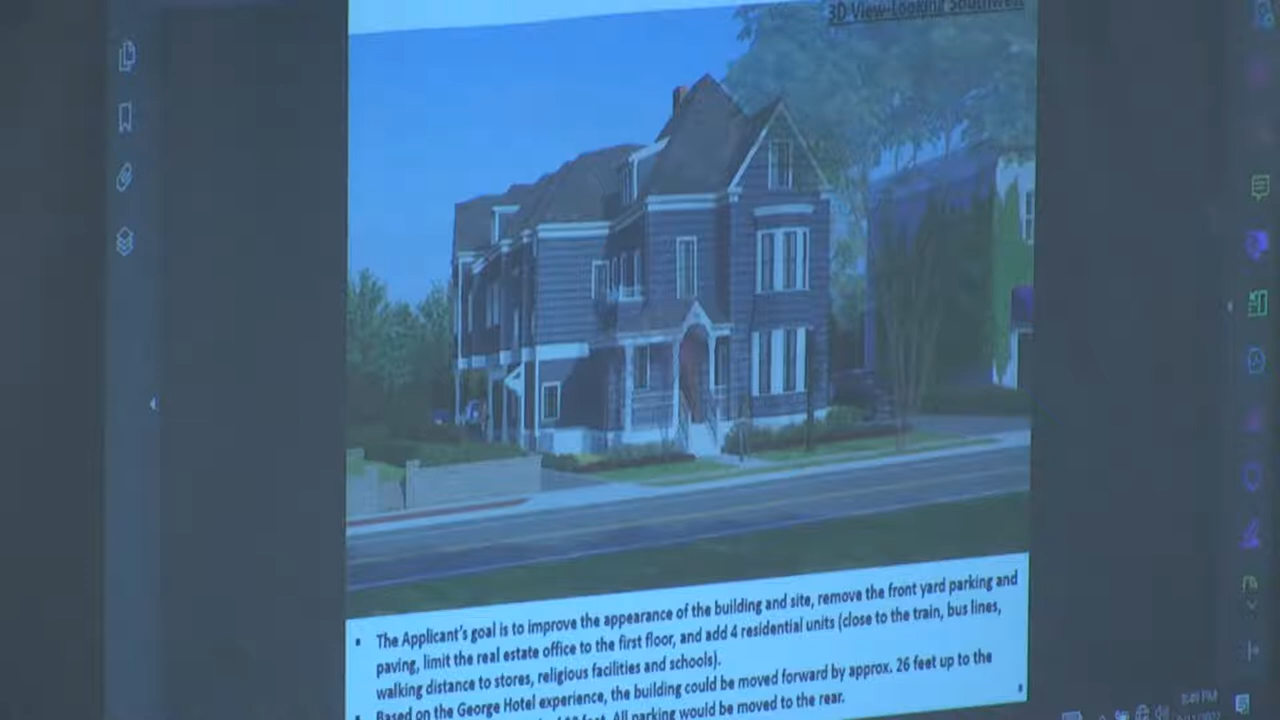 3D View-Looking Southwest
▪ The Applicant's goal is to improve the appearance of the building and site, remove the front yard parking and
paving, limit the real estate office to the first floor, and add 4 residential units (close to the train, bus lines,
walking distance to stores, religious facilities and schools).
▪ Based on the George Hotel experience, the building could be moved forward by approx. 26 feet up to the
feet. All parking would be moved to the rear.
8:49 PM